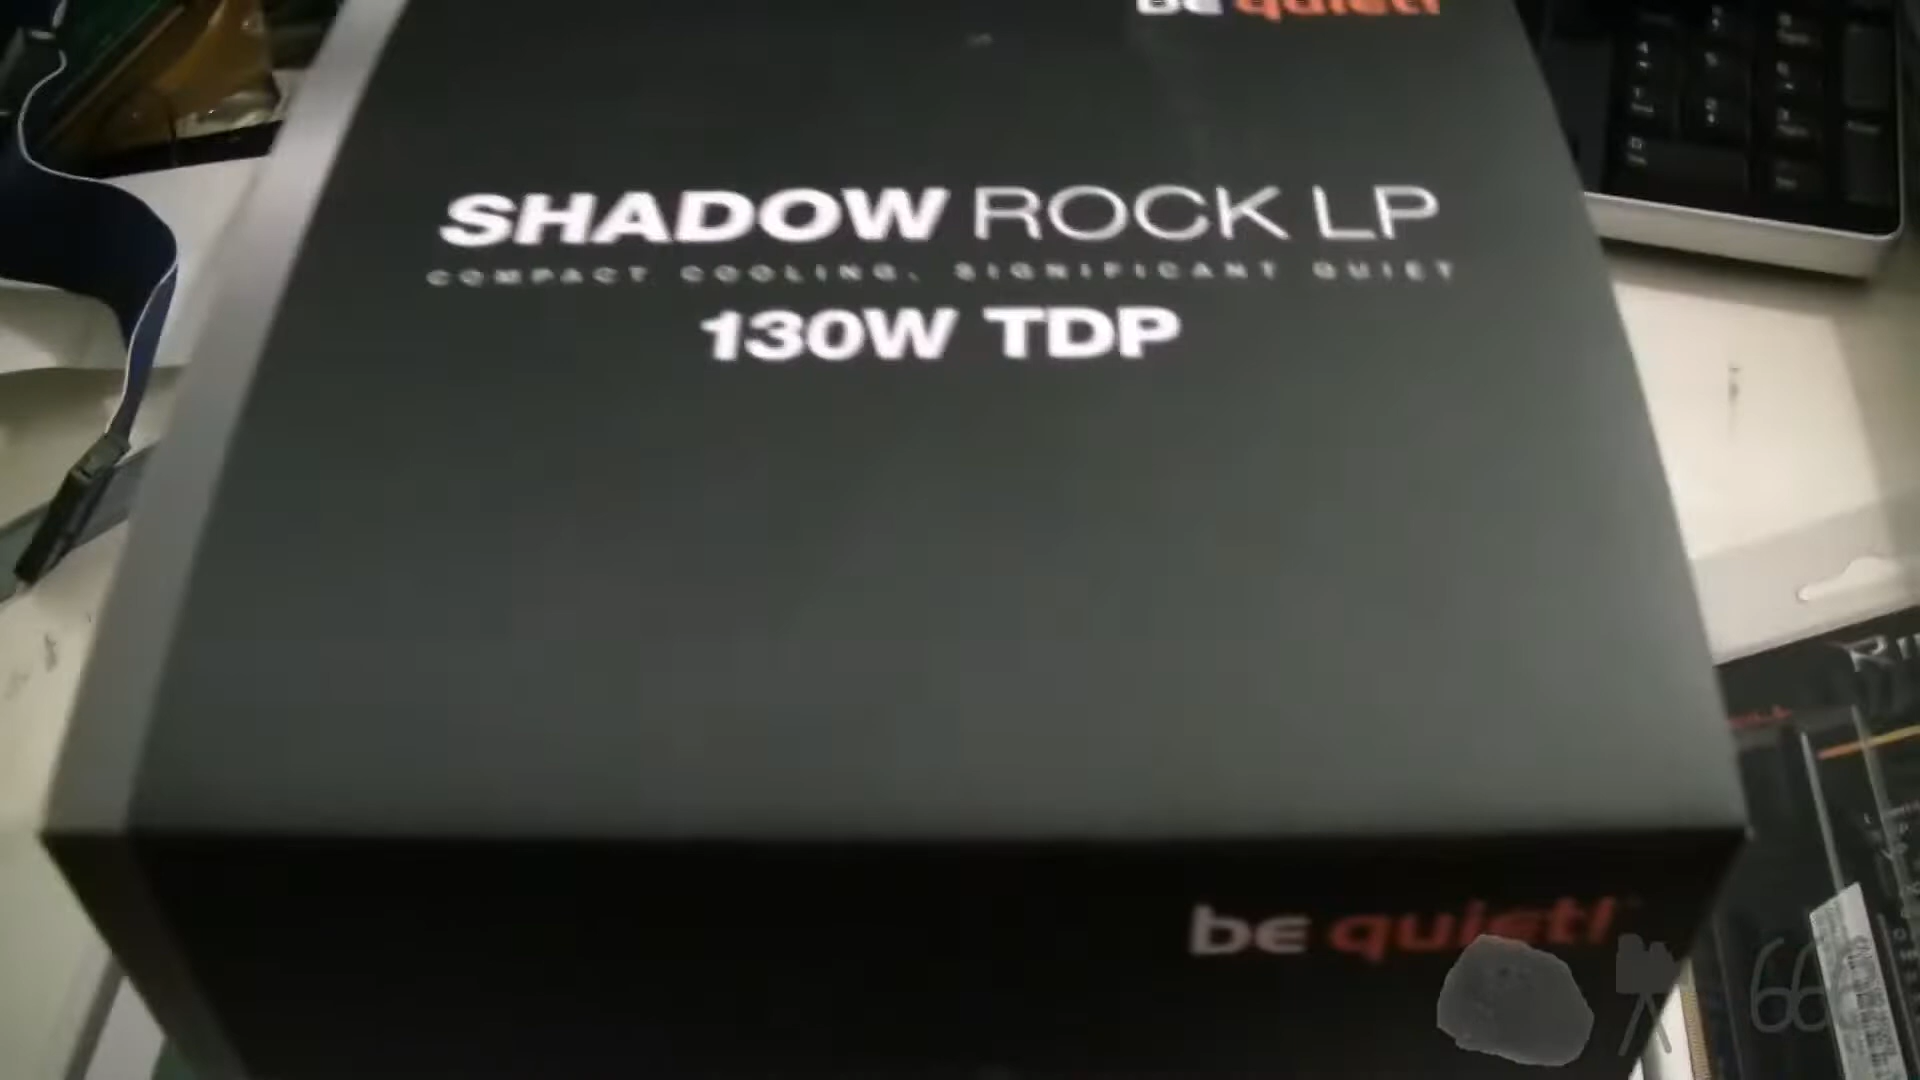 be quiet!
SHADOW ROCK LP
COMPACT COOLING, SIGNIFICANT QUIET
130W TDP
be quiet!